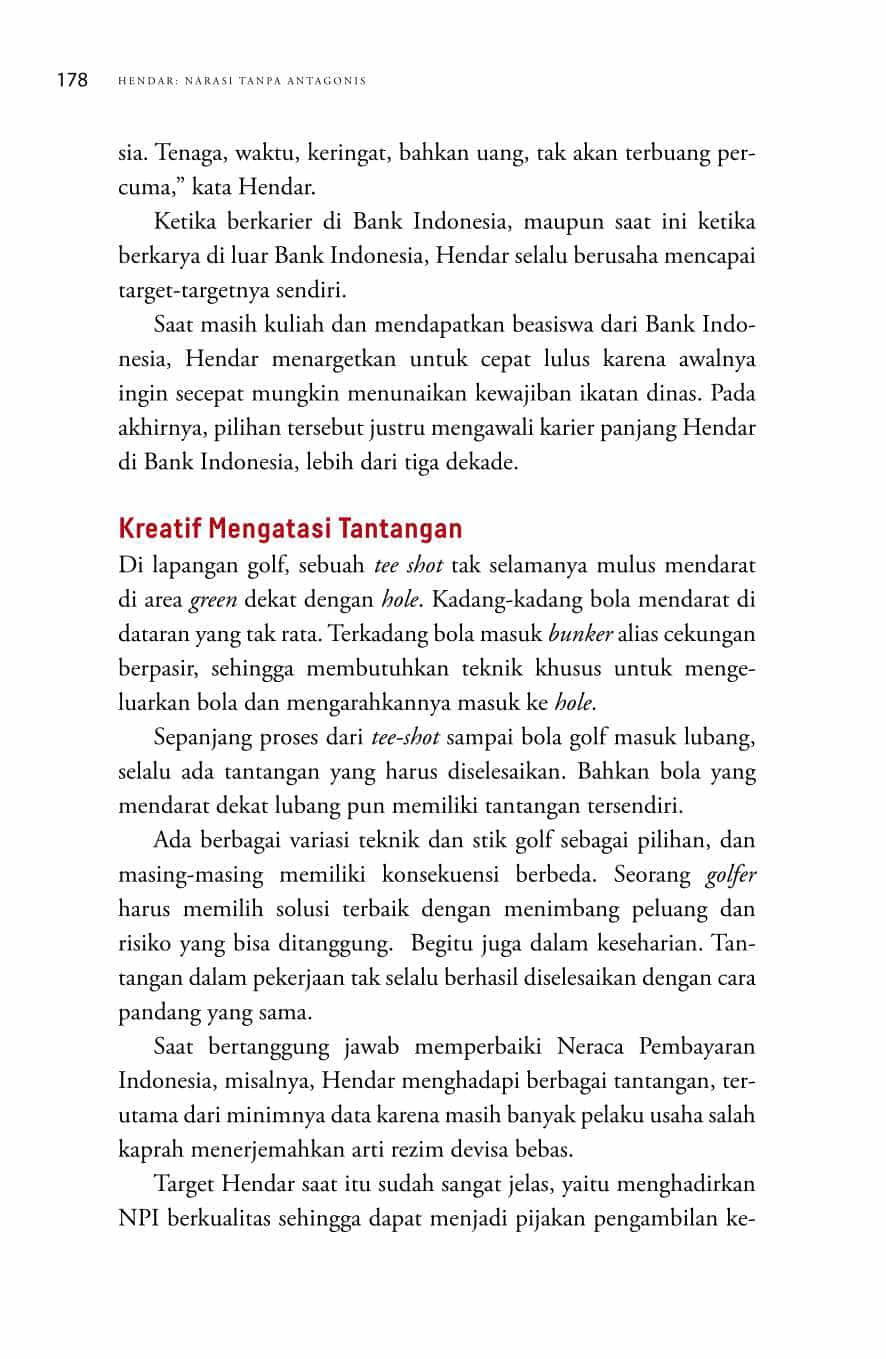 178 HENDAR: NARASI TANPA ANTAGONIS
sia. Tenaga, waktu, keringat, bahkan uang, tak akan terbuang per-
cuma,” kata Hendar.
Ketika berkarier di Bank Indonesia, maupun saat ini ketika
berkarya di luar Bank Indonesia, Hendar selalu berusaha mencapai
target-targetnya sendiri.
Saat masih kuliah dan mendapatkan beasiswa dari Bank Indo-
nesia, Hendar menargetkan untuk cepat lulus karena awalnya
ingin secepat mungkin menunaikan kewajiban ikatan dinas. Pada
akhirnya, pilihan tersebut justru mengawali karier panjang Hendar
di Bank Indonesia, lebih dari tiga dekade.
Kreatif Mengatasi Tantangan
Di lapangan golf, sebuah tee shot tak selamanya mulus mendarat
di area green dekat dengan hole. Kadang-kadang bola mendarat di
dataran yang tak rata. Terkadang bola masuk bunker alias cekungan
berpasir, sehingga membutuhkan teknik khusus untuk menge-
luarkan bola dan mengarahkannya masuk ke hole.
Sepanjang proses dari tee-shot sampai bola golf masuk lubang,
selalu ada tantangan yang harus diselesaikan. Bahkan bola yang
mendarat dekat lubang pun memiliki tantangan tersendiri.
Ada berbagai variasi teknik dan stik golf sebagai pilihan, dan
masing-masing memiliki konsekuensi berbeda. Seorang golfer
harus memilih solusi terbaik dengan menimbang peluang dan
risiko yang bisa ditanggung. Begitu juga dalam keseharian. Tan-
tangan dalam pekerjaan tak selalu berhasil diselesaikan dengan cara
pandang yang sama.
Saat bertanggung jawab memperbaiki Neraca Pembayaran
Indonesia, misalnya, Hendar menghadapi berbagai tantangan, ter-
utama dari minimnya data karena masih banyak pelaku usaha salah
kaprah menerjemahkan arti rezim devisa bebas.
Target Hendar saat itu sudah sangat jelas, yaitu menghadirkan
NPI berkualitas sehingga dapat menjadi pijakan pengambilan ke-